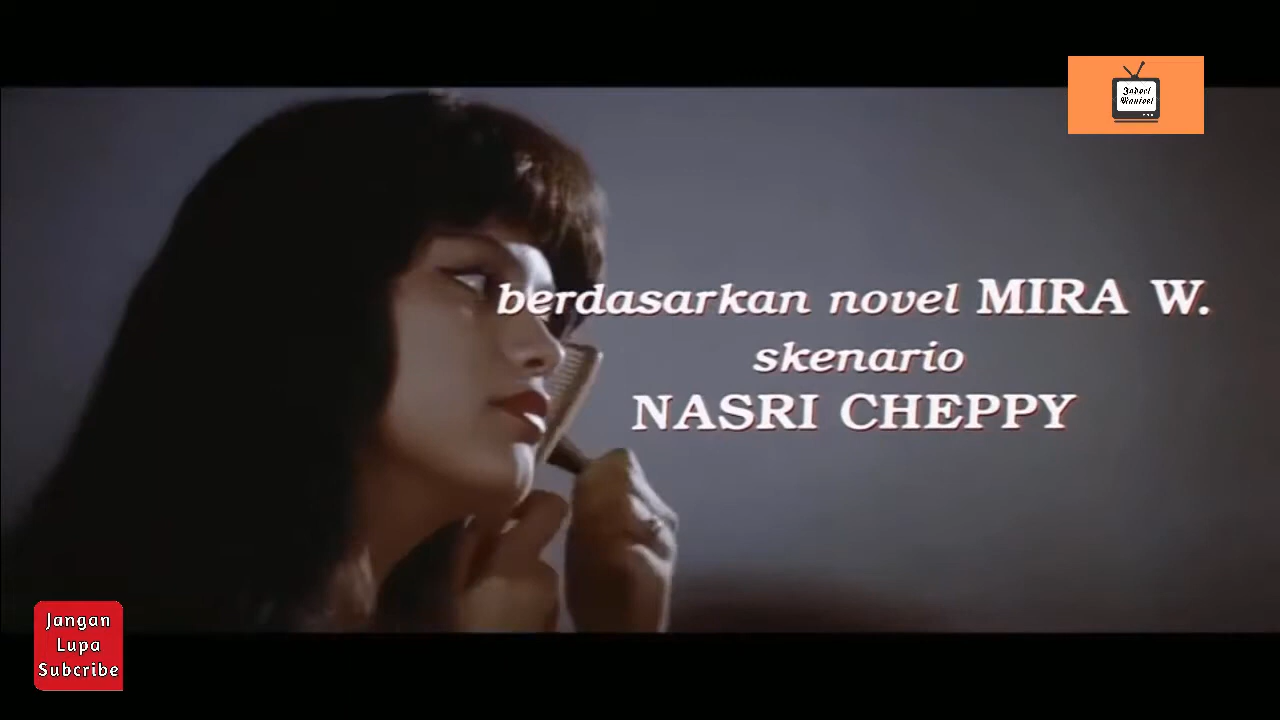 berdasarkan novel MIRA W.
skenario
NASRI CHEPPY
Jangan
Lupa
Subcribe